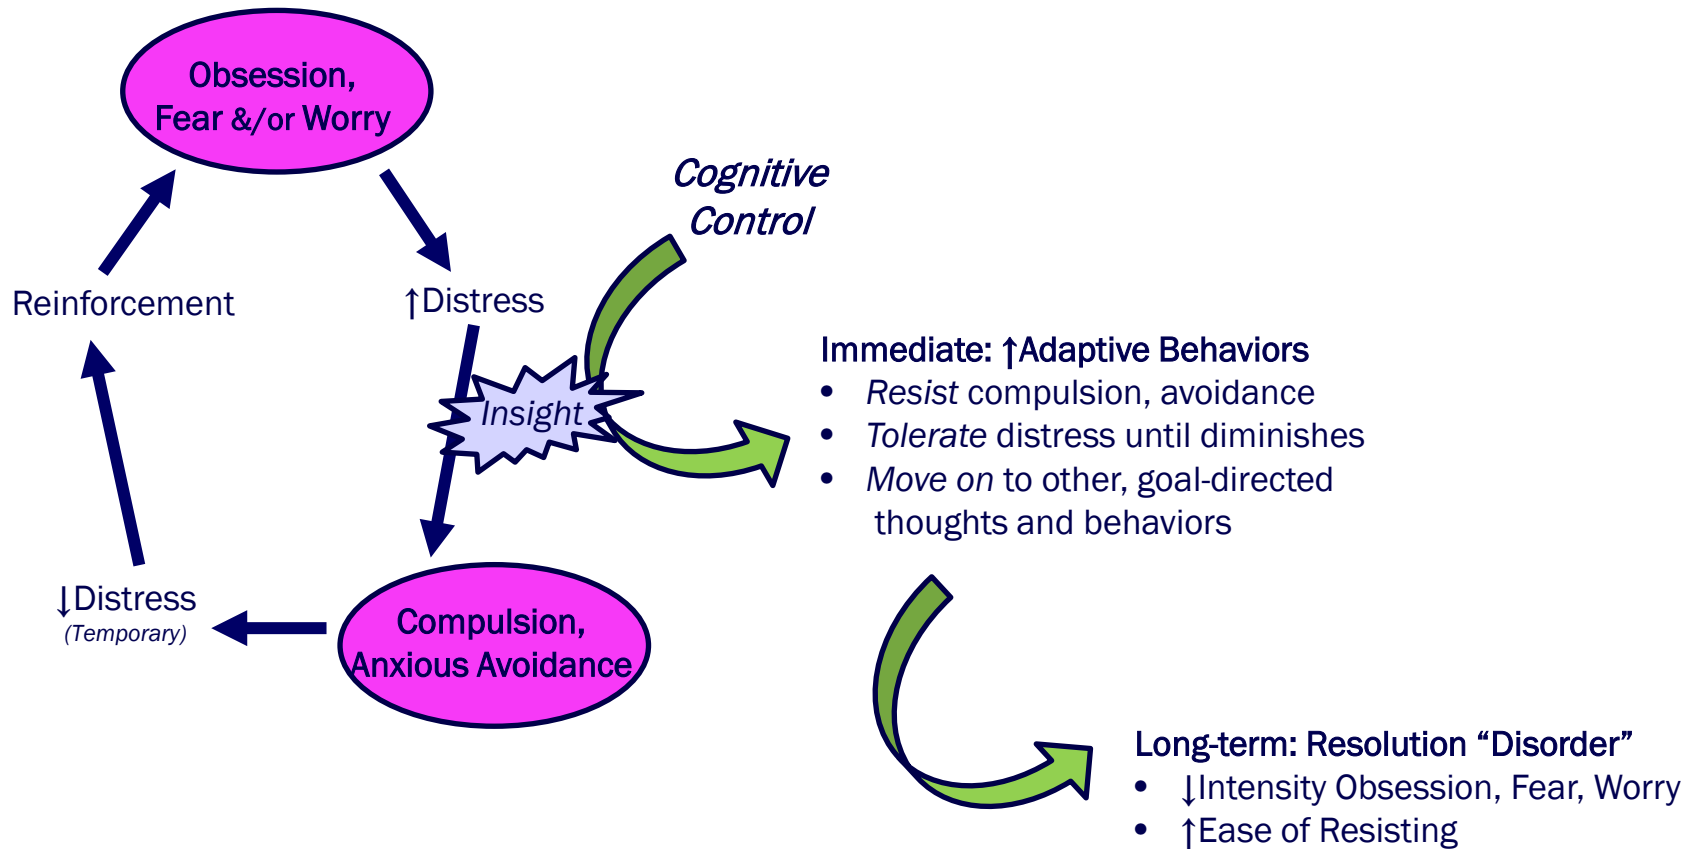 Obsession,
Fear &/or Worry
Cognitive
Control
Reinforcement
↑Distress
Insight
Immediate: ↑Adaptive Behaviors
• Resist compulsion, avoidance
• Tolerate distress until diminishes
• Move on to other, goal-directed
thoughts and behaviors
↓Distress
(Temporary)
Compulsion,
Anxious Avoidance
Long-term: Resolution “Disorder”
• ↓Intensity Obsession, Fear, Worry
• ↑Ease of Resisting